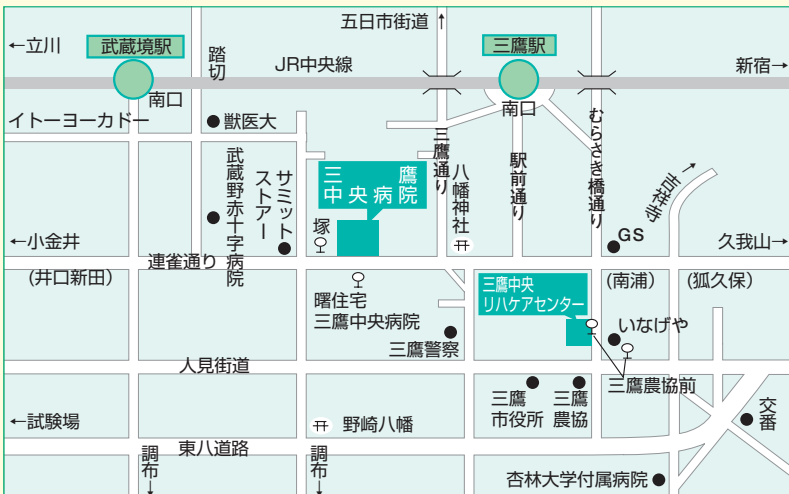 五日市街道↑
←立川
武蔵境駅
踏切
JR中央線
三鷹駅
新宿→
南口
南口
イトーヨーカドー
獣医大
三鷹通り
駅前通り
むらさき橋通り
吉祥寺
武蔵野赤十字病院
サミット
ストアー
三鷹
中央病院
八幡神社
塚
GS
←小金井
久我山→
連雀通り
(井口新田)
曙住宅
三鷹中央病院
三鷹中央
リハケアセンター
(南浦)
(狐久保)
いなげや
三鷹警察
人見街道
三鷹農協前
三鷹
市役所
三鷹
農協
交番
←試験場
野崎八幡
東八道路
調布→
調布→
杏林大学付属病院